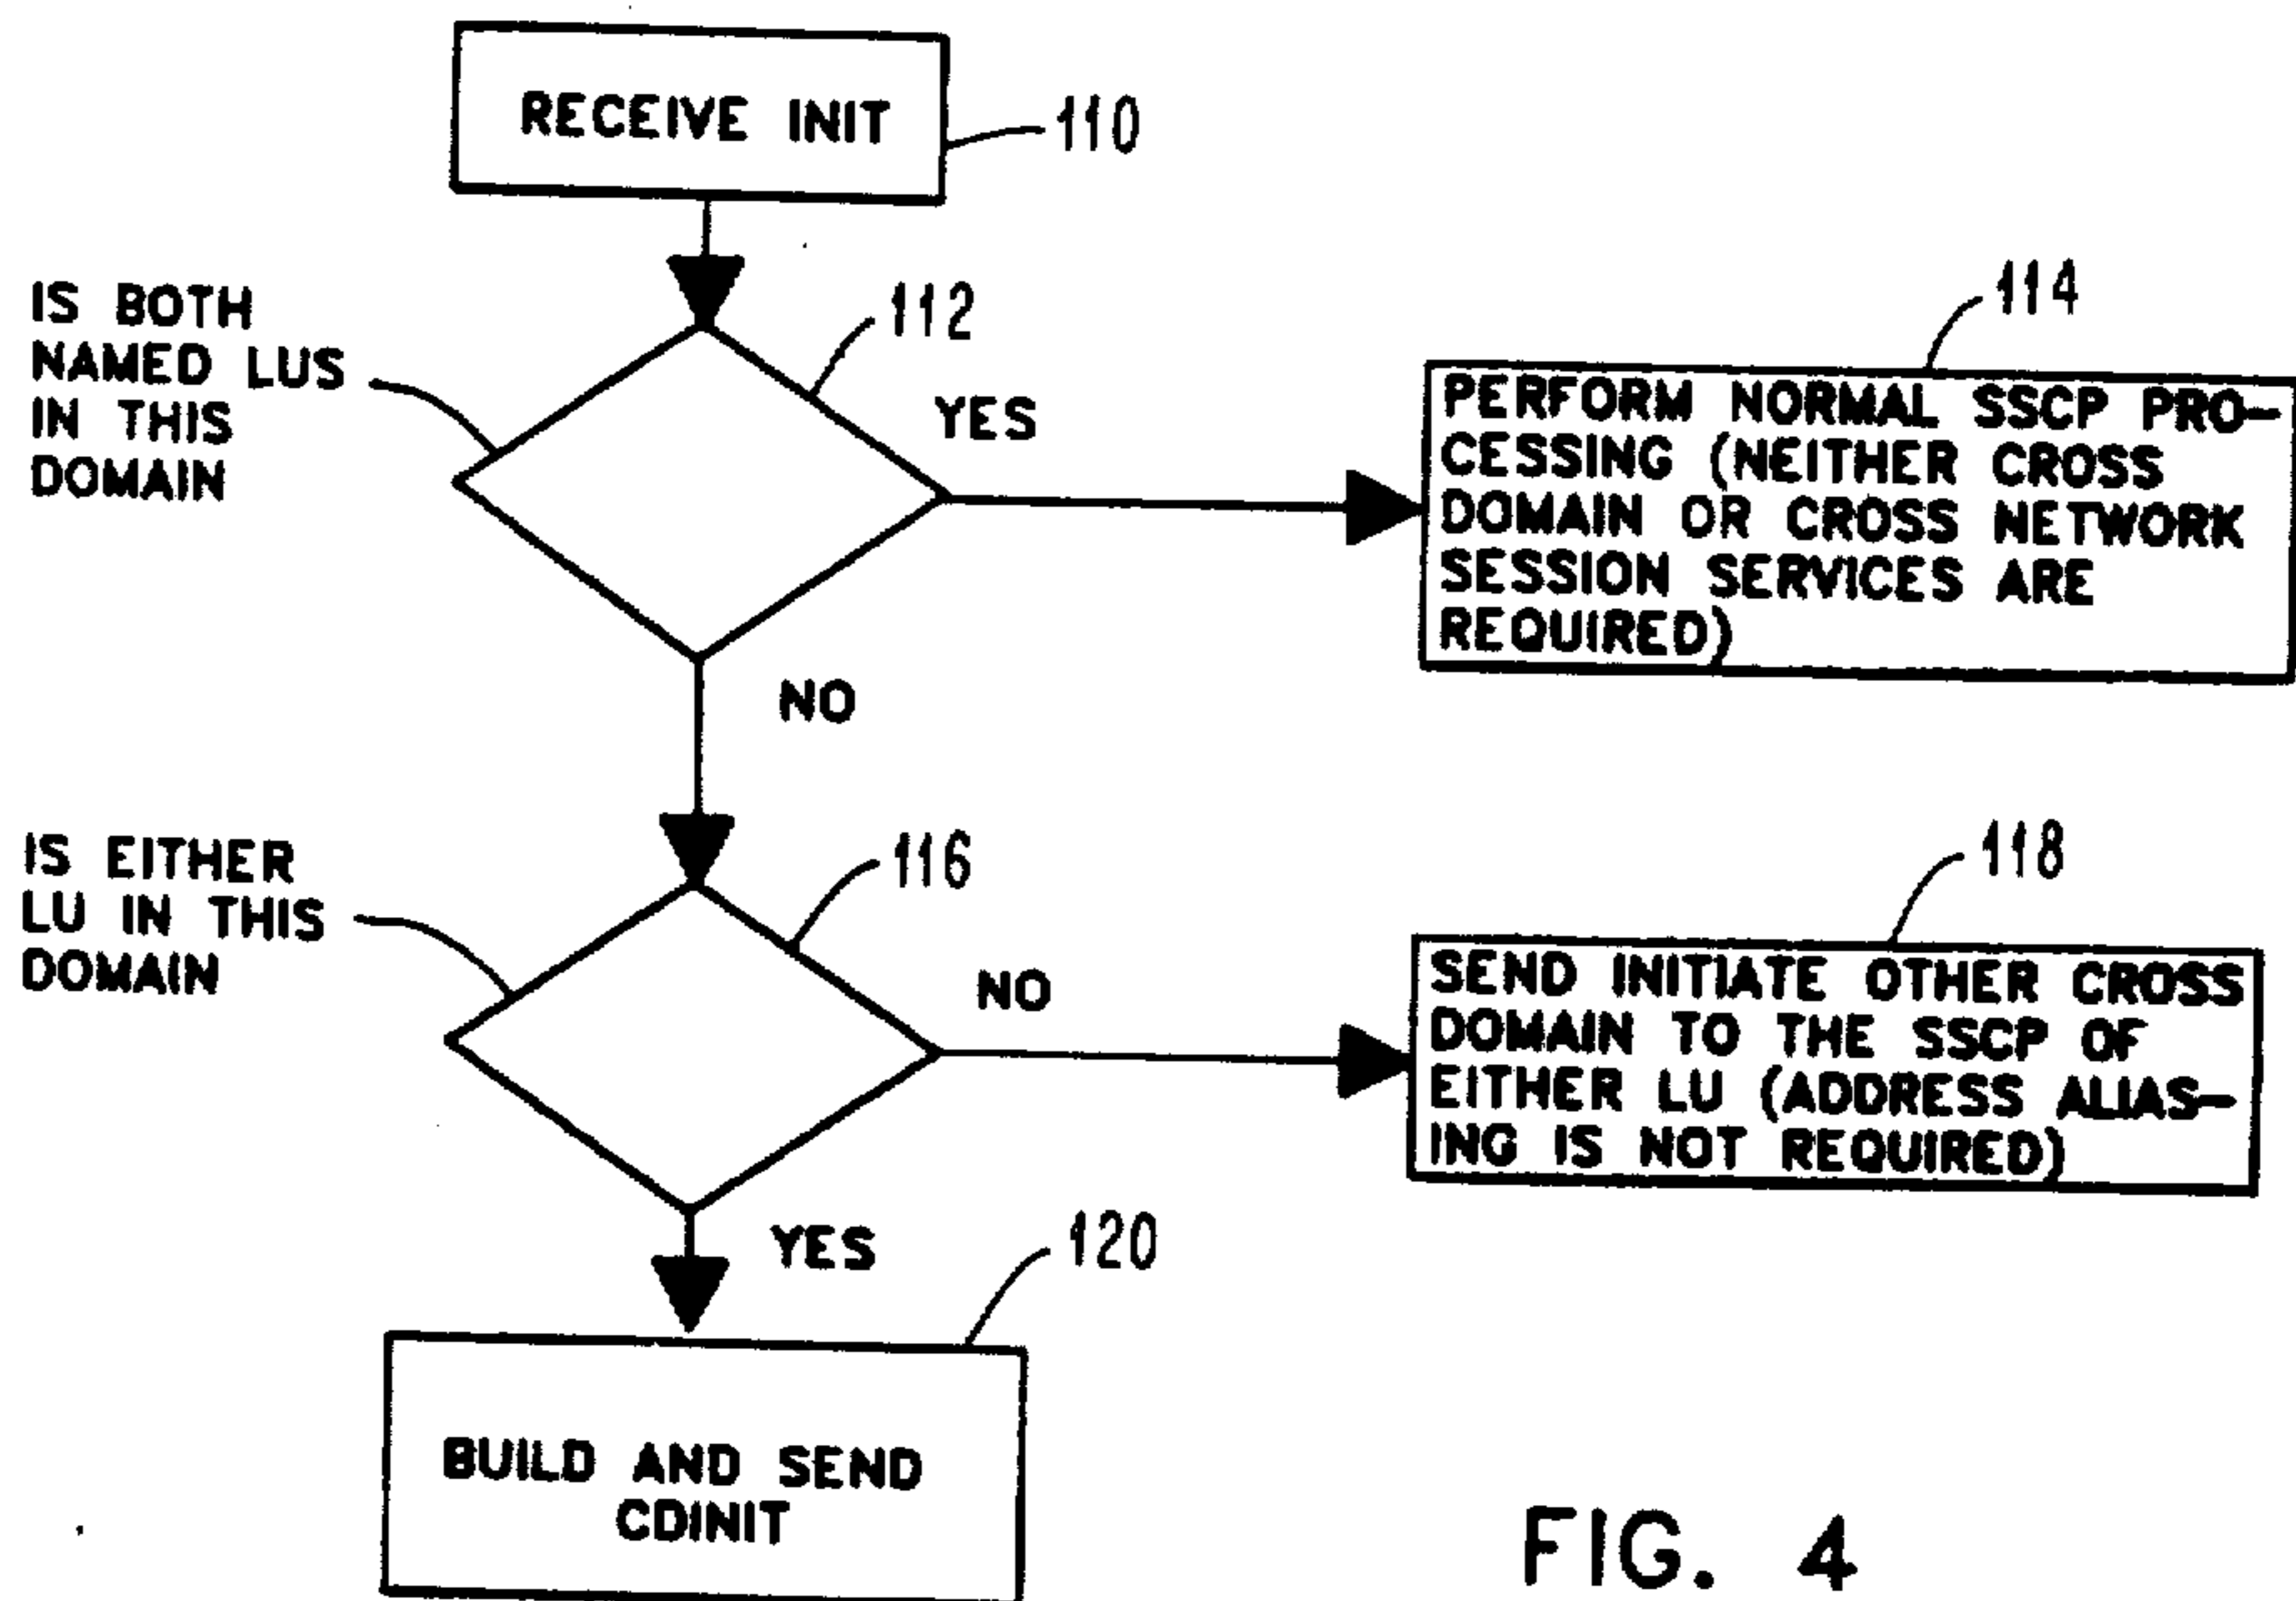 RECEIVE INIT
110
IS BOTH
NAMED LUS
IN THIS
DOMAIN
112
YES
114
PERFORM NORMAL SSCP PRO-
CESSING (NEITHER CROSS
DOMAIN OR CROSS NETWORK
SESSION SERVICES ARE
REQUIRED)
NO
IS EITHER
LU IN THIS
DOMAIN
116
NO
118
SEND INITIATE OTHER CROSS
DOMAIN TO THE SSCP OF
EITHER LU (ADDRESS ALIAS-
ING IS NOT REQUIRED)
YES
120
BUILD AND SEND
CDINIT
FIG. 4